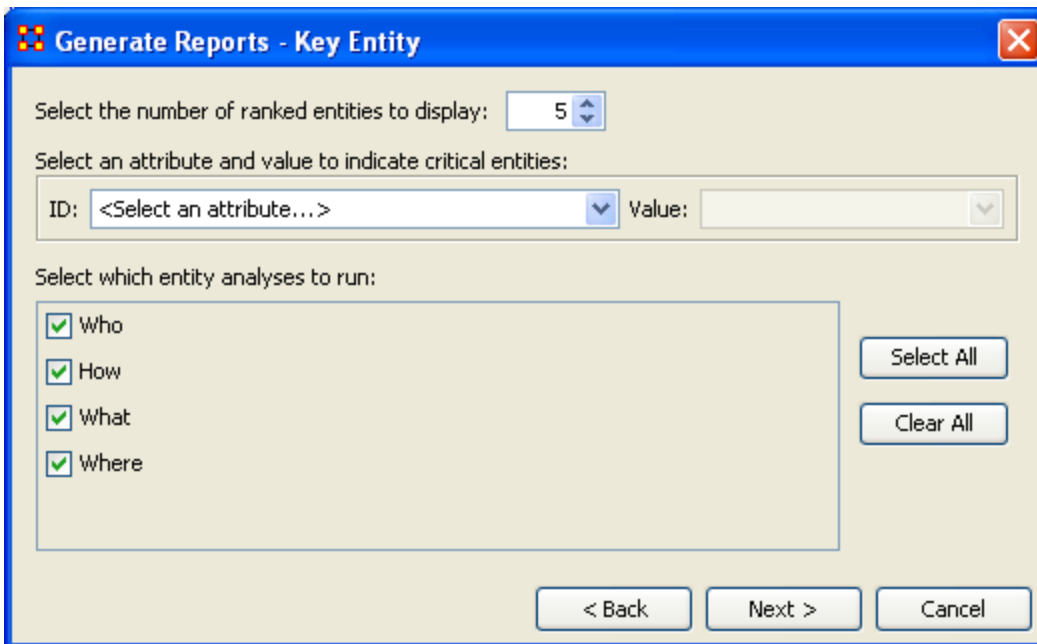 Generate Reports - Key Entity
Select the number of ranked entities to display: 5
Select an attribute and value to indicate critical entities:
ID: <Select an attribute...> Value:
Select which entity analyses to run:
Who
How
What
Where
Select All
Clear All
< Back Next > Cancel